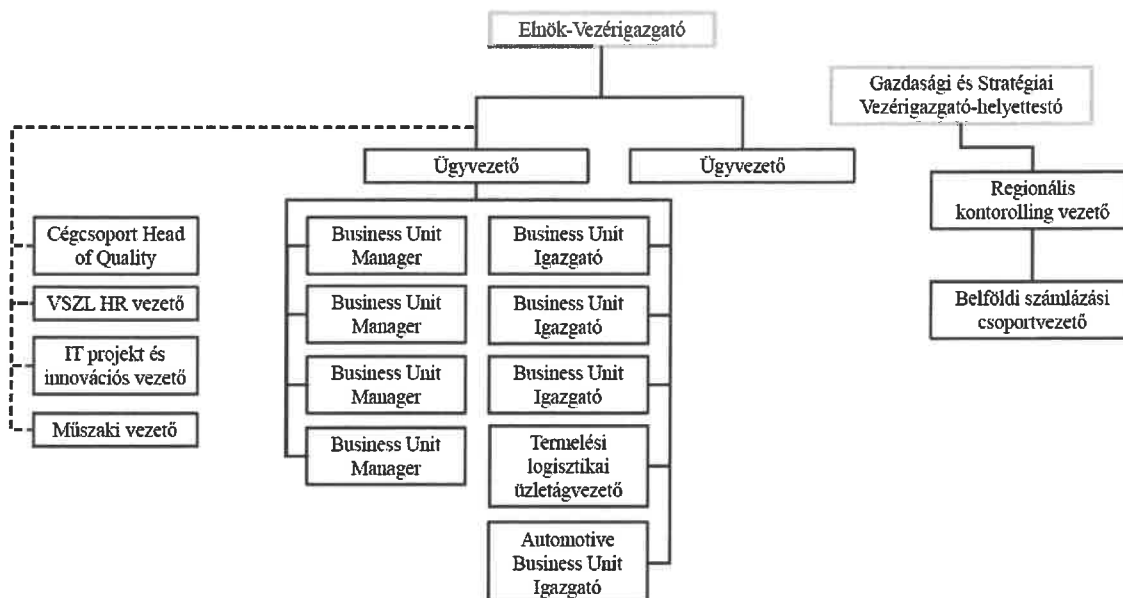 Elnök-Vezérigazgató
Gazdasági és Stratégiai
Vezérigazgató-helyettestó
Ügyvezető
Ügyvezető
Regionális
kontorolling vezető
Belföldi számlázási
csoportvezető
Cégcsoport Head
of Quality
VSZL HR vezető
IT projekt és
innovációs vezető
Műszaki vezető
Business Unit
Manager
Business Unit
Manager
Business Unit
Manager
Business Unit
Manager
Business Unit
Igazgató
Business Unit
Igazgató
Business Unit
Igazgató
Termelési
logisztikai
üzletágvezető
Automotive
Business Unit
Igazgató